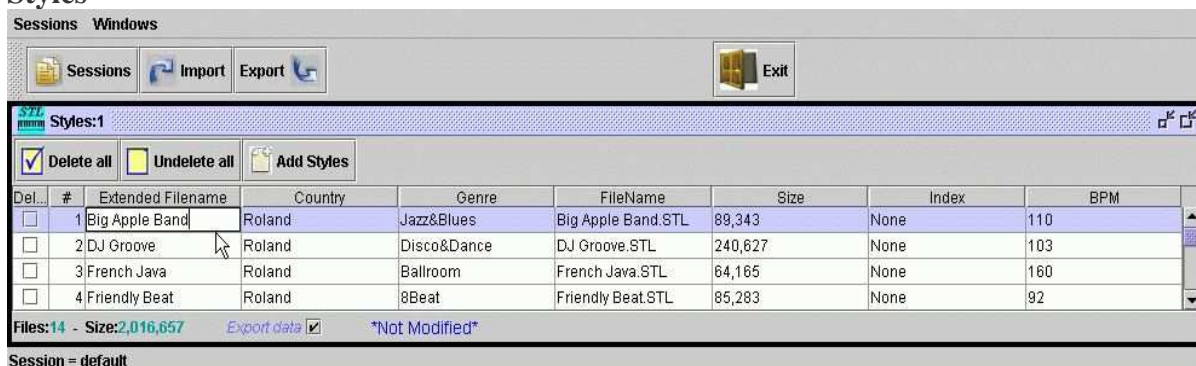 Styles
Sessions Windows
Sessions Import Export Exit
STL Styles:1
Delete all Undelete all Add Styles
Del... # Extended Filename Country Genre FileName Size Index BPM
1 Big Apple Band Roland Jazz&Blues Big Apple Band.STL 89,343 None 110
2 DJ Groove Roland Disco&Dance DJ Groove.STL 240,627 None 103
3 French Java Roland Ballroom French Java.STL 64,165 None 160
4 Friendly Beat Roland 8Beat Friendly Beat.STL 85,283 None 92
Files:14 - Size:2,016,657 Export data *Not Modified*
Session = default